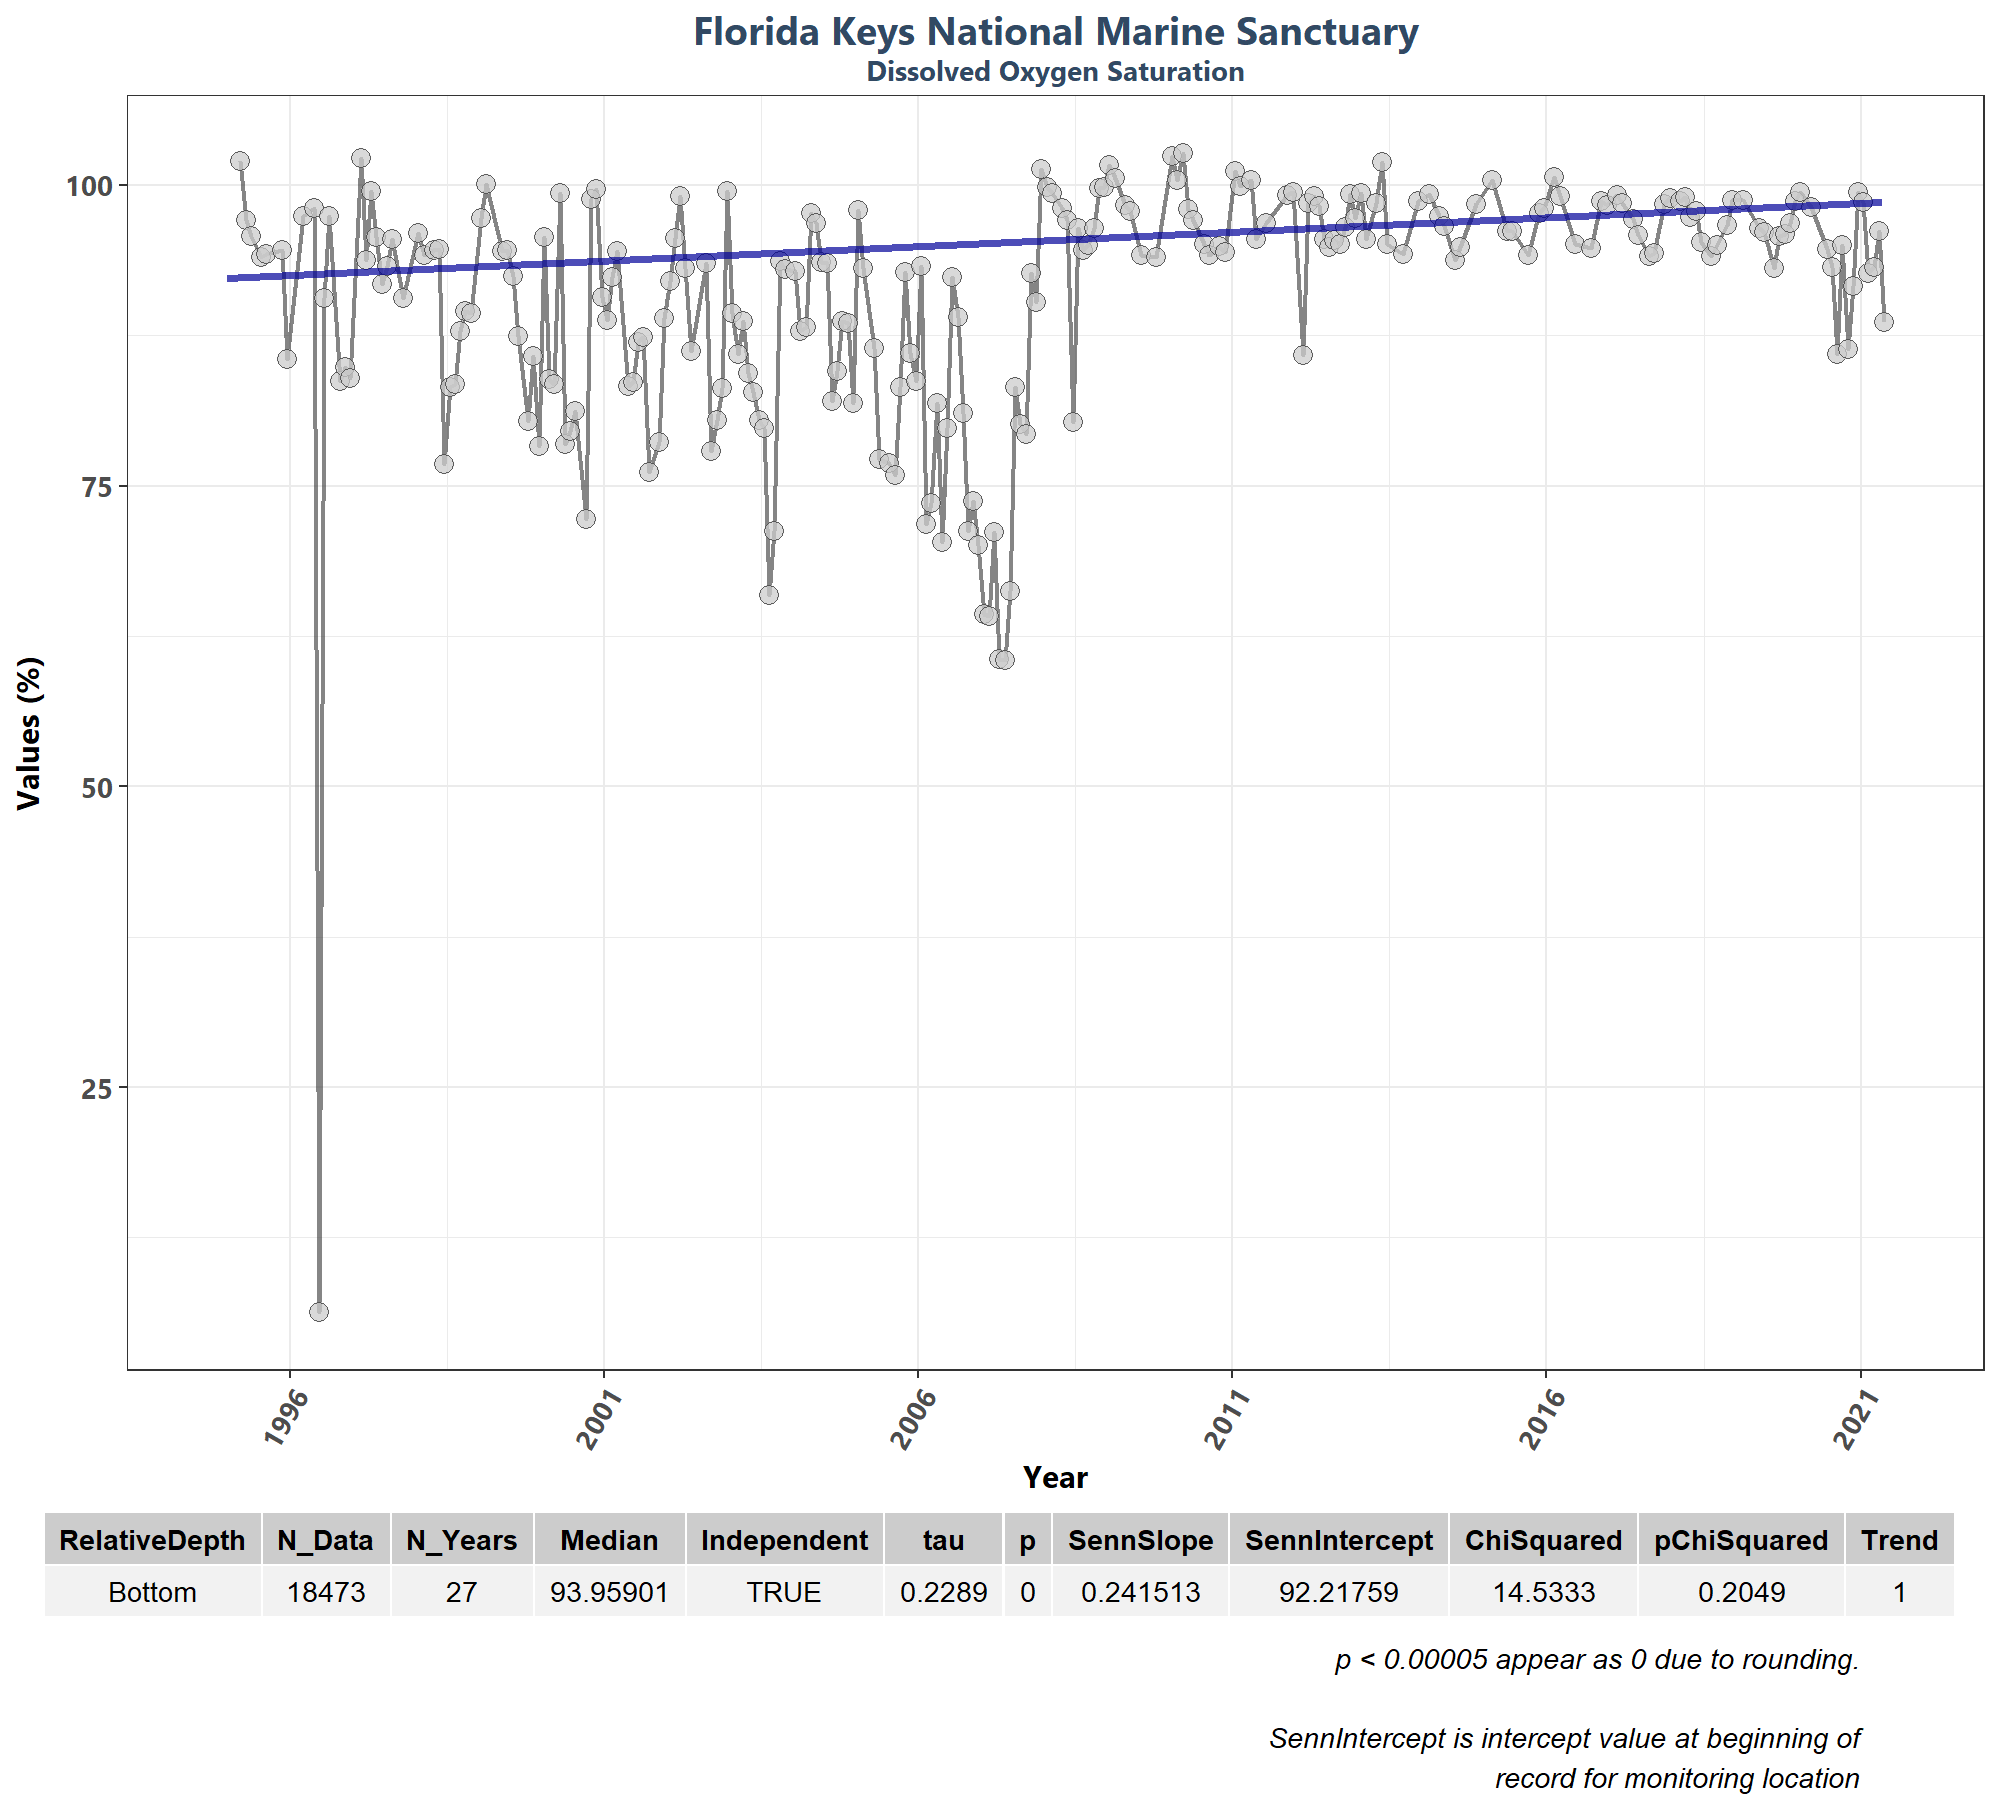 Florida Keys National Marine Sanctuary
Dissolved Oxygen Saturation
Values (%)
100
75
50
25
1996 2001 2006 2011 2016 2021
Year
RelativeDepth N_Data N_Years Median Independent tau p SennSlope SennIntercept ChiSquared pChiSquared Trend
Bottom 18473 27 93.95901 TRUE 0.2289 0 0.241513 92.21759 14.5333 0.2049 1
p < 0.00005 appear as 0 due to rounding.
SennIntercept is intercept value at beginning of
record for monitoring location